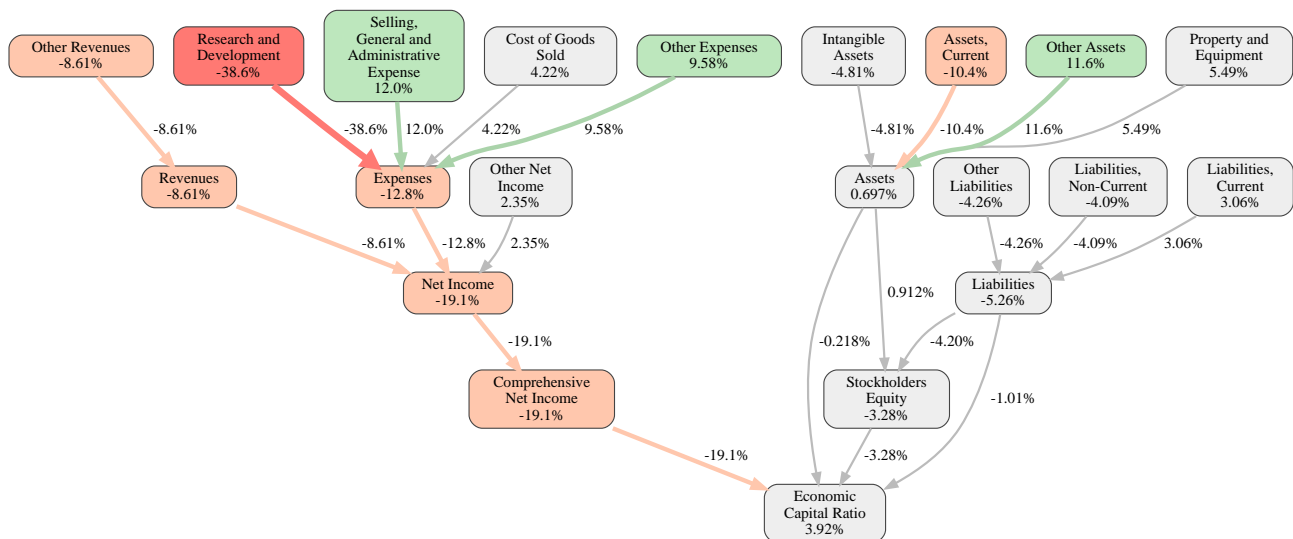 Other Revenues
-8.61%
Research and
Development
-38.6%
Selling,
General and
Administrative
Expense
12.0%
Cost of Goods
Sold
4.22%
Other Expenses
9.58%
Intangible
Assets
-4.81%
Assets,
Current
-10.4%
Other Assets
11.6%
Property and
Equipment
5.49%
-8.61%
-38.6%
12.0%
4.22%
9.58%
-4.81%
-10.4%
11.6%
5.49%
Revenues
-8.61%
Expenses
-12.8%
Other Net
Income
2.35%
Assets
0.697%
Other
Liabilities
-4.26%
Liabilities,
Non-Current
-4.09%
Liabilities,
Current
3.06%
-8.61%
-12.8%
2.35%
-4.26%
-4.09%
3.06%
Net Income
-19.1%
0.912%
Liabilities
-5.26%
-19.1%
-0.218%
-4.20%
Comprehensive
Net Income
-19.1%
Stockholders
Equity
-3.28%
-1.01%
-19.1%
-3.28%
Economic
Capital Ratio
3.92%